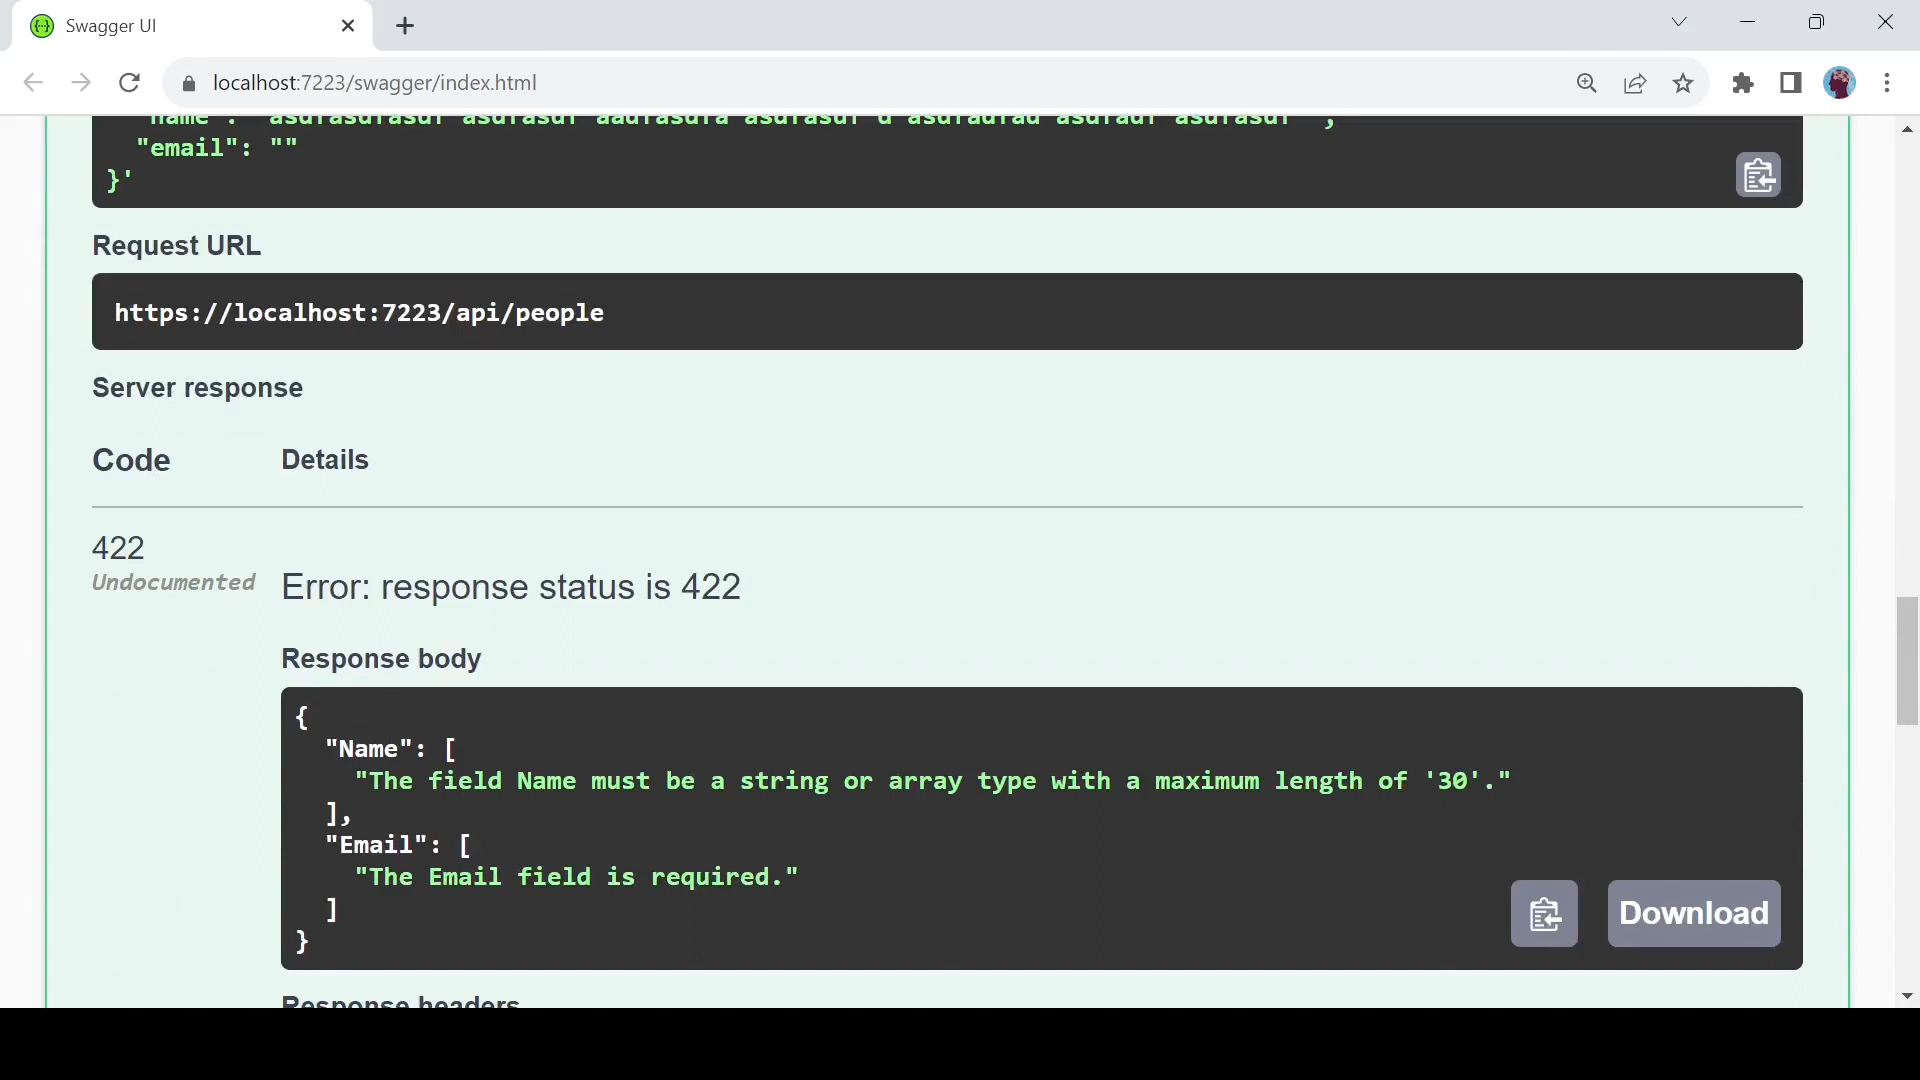 Swagger UI
localhost:7223/swagger/index.html
"email": ""
}'
Request URL
https://localhost:7223/api/people
Server response
Code Details
422
Undocumented Error: response status is 422
Response body
{
"Name": [
"The field Name must be a string or array type with a maximum length of '30'."
],
"Email": [
"The Email field is required."
]
}
Download
Response headers